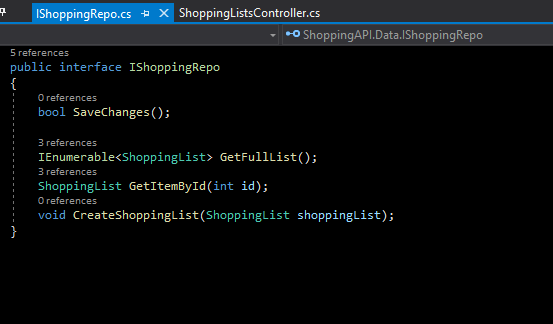 IShoppingRepo.cs ShoppingListsController.cs
ShoppingAPI.Data.IShoppingRepo
5 references
public interface IShoppingRepo
{
0 references
bool SaveChanges();
3 references
IEnumerable<ShoppingList> GetFullList();
3 references
ShoppingList GetItemById(int id);
0 references
void CreateShoppingList(ShoppingList shoppingList);
}